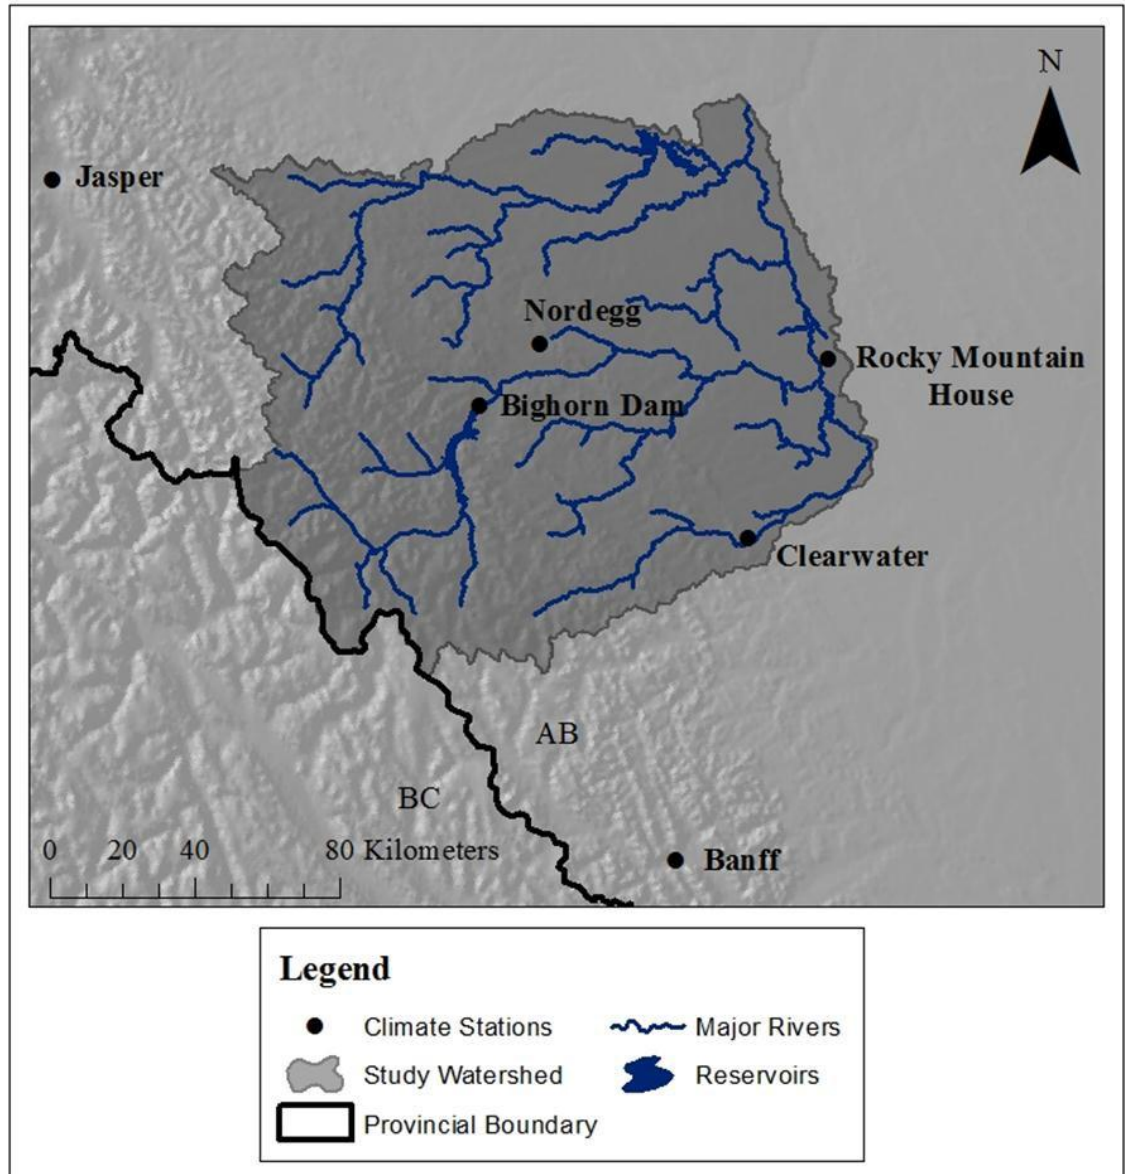 N
Jasper
Nordegg
Rocky Mountain
House
Bighorn Dam
Clearwater
AB
BC
0 20 40 80 Kilometers
Banff
Legend
Climate Stations
Major Rivers
Study Watershed
Reservoirs
Provincial Boundary